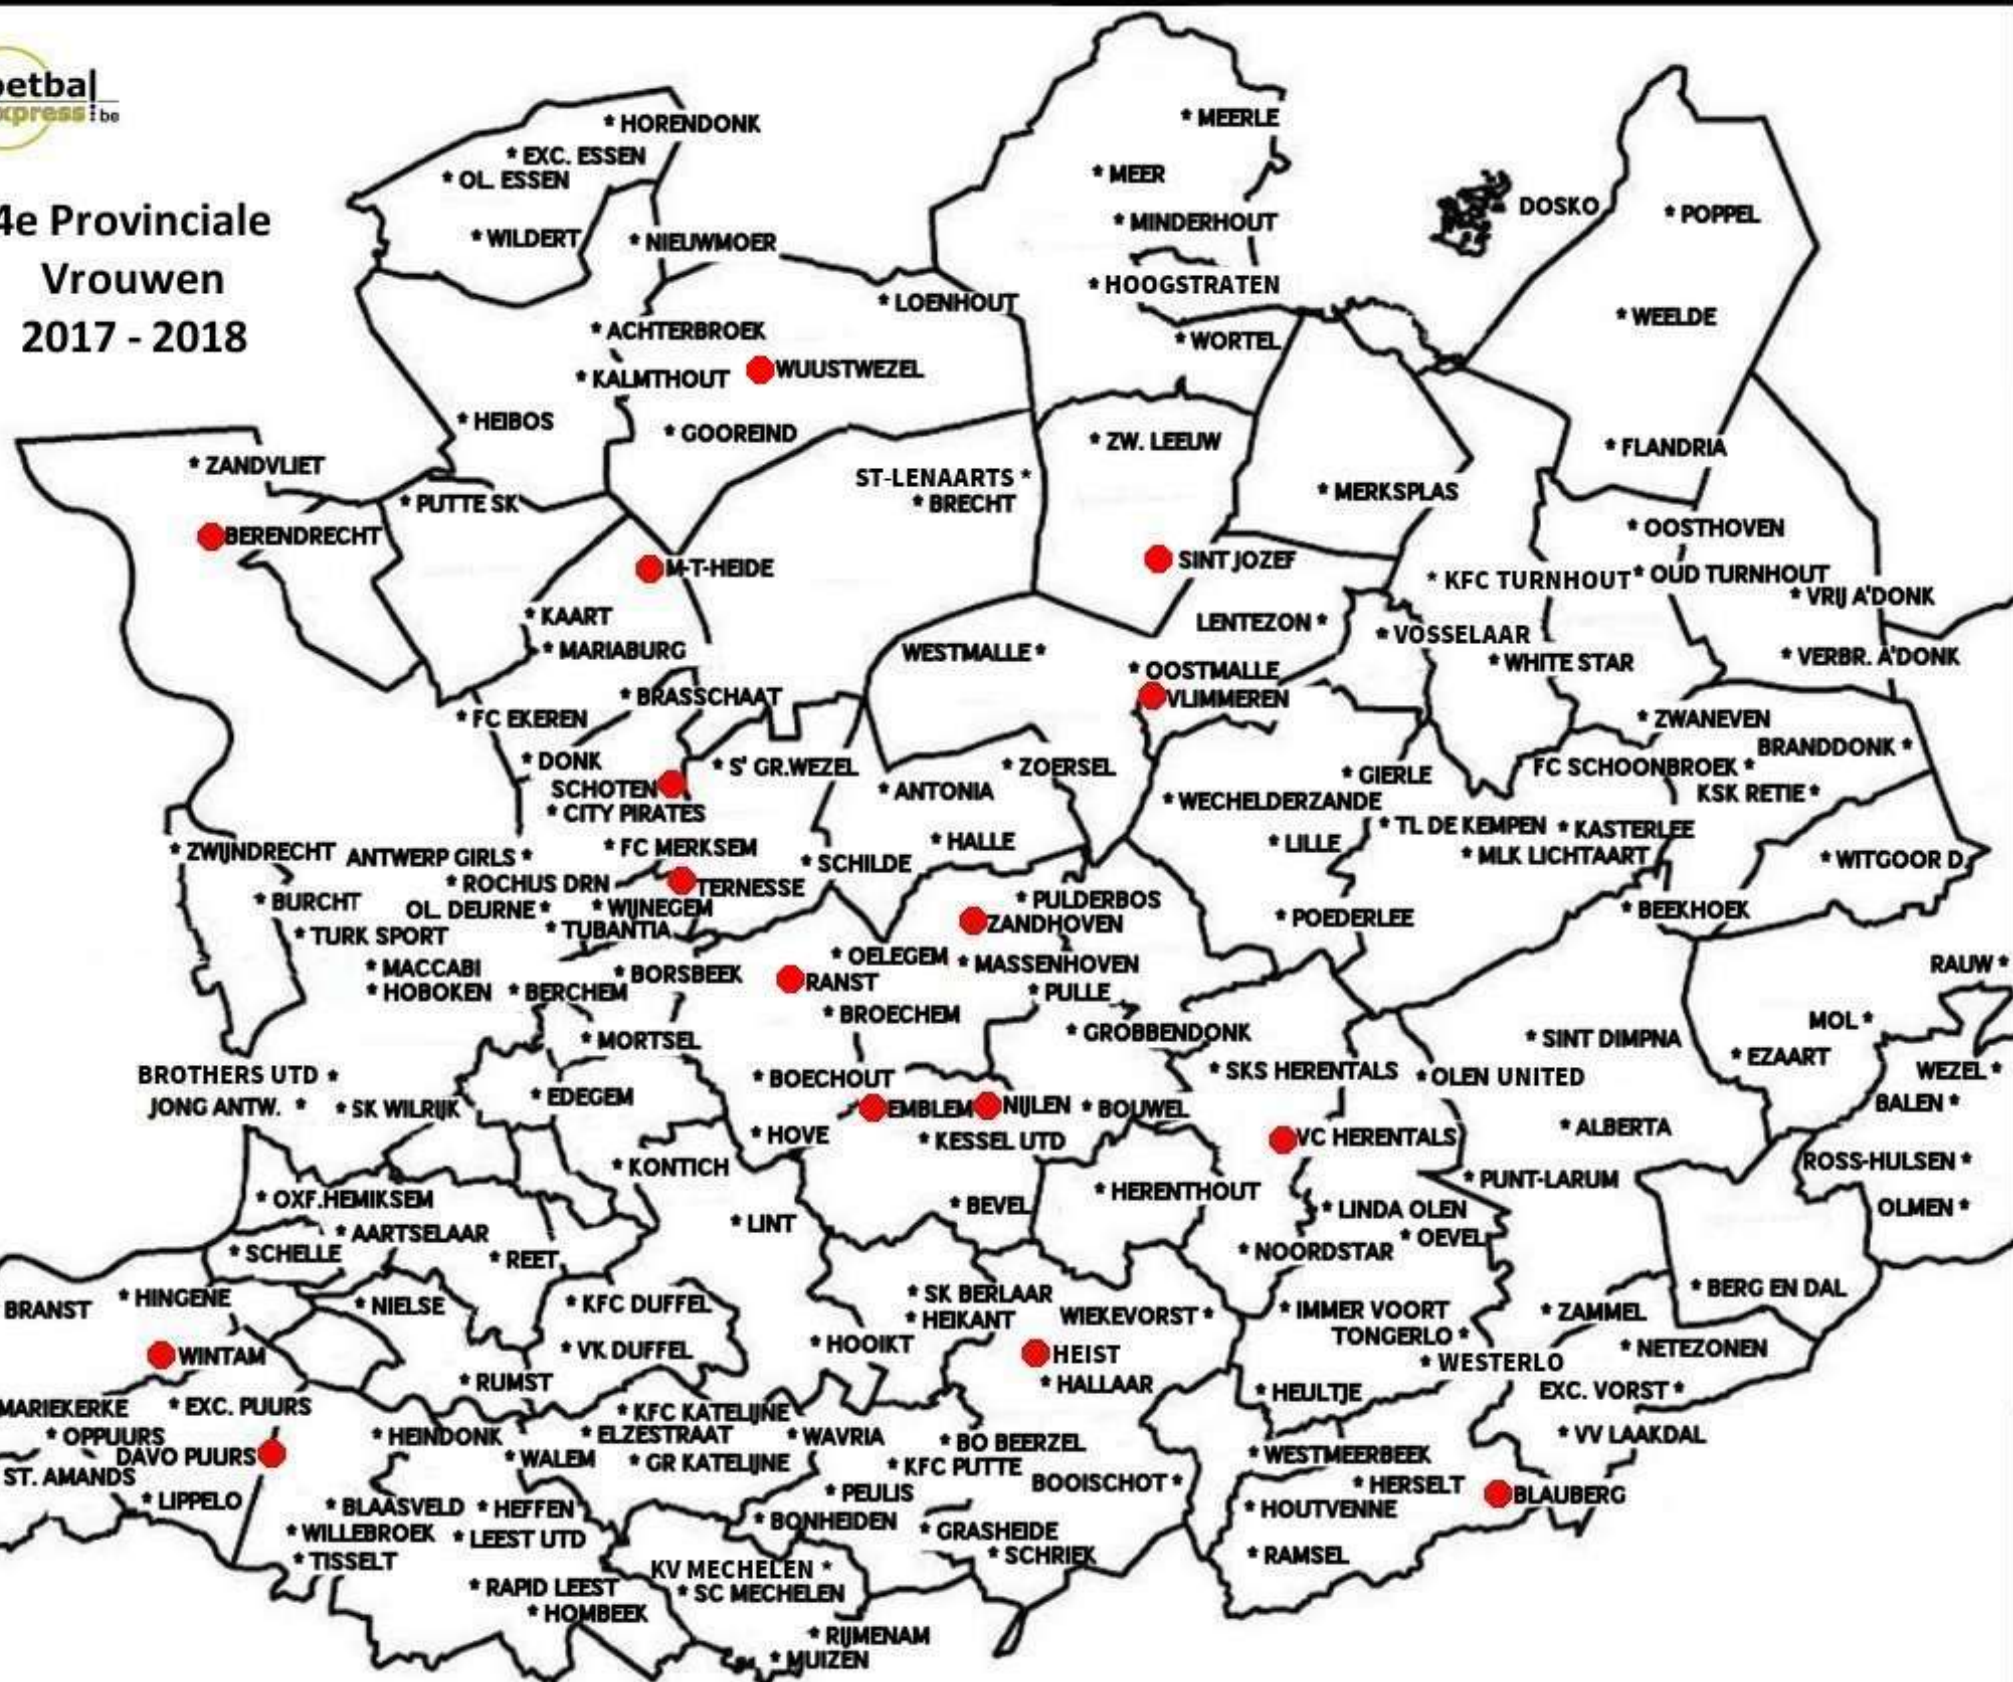 oetbal
xpress.be
4e Provinciale
Vrouwen
2017 - 2018
* HORENDONK
* EXC. ESSEN
* OL. ESSEN
* WILDERT
* NIEUWMOER
* MEERLE
* MEER
* MINDERHOUT
* HOOGSTRATEN
* WORTEL
DOSKO
* POPPEL
* WEELDE
* LOENHOUT
* ACHTERBROEK
* KALMTHOUT
WUUSTWEZEL
* HEIBOS
* GOOREIND
* ZW. LEEUW
* FLANDRIA
* ZANDVLIET
* PUTTE SK
ST-LENAARTS *
* BRECHT
* MERKSPLAS
* OOSTHOVEN
BERENDRECHT
M-T-HEIDE
SINT JOZEF
* KFC TURNHOUT
* OUD TURNHOUT
* VRIJ A'DONK
* KAART
* MARIABURG
LENTEZON *
* VOSSELAAR
WESTMALLE *
* OOSTMALLE
* WHITE STAR
* VERBR. A'DONK
* BRASSCHAAT
VLIMMEREN
* FC EKEREN
* ZWANEVEN
BRANDDONK *
* DONK
* S' GR.WEZEL
* ZOERSEL
* GIERLE
FC SCHOONBROEK *
SCHOTEN
* ANTONIA
* WECHELDERZANDE
KSK RETIE *
* CITY PIRATES
* TL DE KEMPEN
* KASTERLEE
* ZWIJNDRECHT
ANTWERP GIRLS *
* FC MERKSEM
* SCHILDE
* HALLE
* LILLE
* MLK LICHTAART
* WITGOOR D.
* ROCHUS DRN
TERNESSE
* BURCHT
OL. DEURNE *
* WIJNEGEM
* PULDERBOS
* POEDERLEE
* BEEKHOEK
* TURK SPORT
* TUBANTIA
ZANDHOVEN
* MACCABI
* BORSBEEK
* OELEGEM
* MASSENHOVEN
RAUW *
* HOBOKEN
* BERCHEM
RANST
* PULLE
* BROECHEM
* MORTSEL
* GROBBENDONK
* SINT DIMPNA
MOL *
* EZAART
BROTHERS UTD *
* BOECHOUT
* SKS HERENTALS
* OLEN UNITED
WEZEL *
JONG ANTW. *
* SK WILRIJK
* EDEGEM
EMBLEM
NIJLEN
* BOUWEL
BALEN *
* HOVE
* KESSEL UTD
VC HERENTALS
* ALBERTA
* KONTICH
* PUNT-LARUM
ROSS-HULSEN *
* OXF.HEMIKSEM
* BEVEL
* HERENTHOUT
* LINDA OLEN
OLMEN *
* AARTSELAAR
* LINT
* OEVEL
* SCHELLE
* REET
* NOORDSTAR
BRANST
* HINGENE
* NIELSE
* KFC DUFFEL
* SK BERLAAR
* HEIKANT
WIEKEVORST *
* IMMER VOORT
* ZAMMEL
* BERG EN DAL
TONGERLO *
WINTAM
* VK DUFFEL
* HOOIKT
HEIST
* WESTERLO
* NETEZONEN
* RUMST
* HALLAAR
* HEULTJE
EXC. VORST *
MARIEKERKE
* EXC. PUURS
* KFC KATELIJNE
* OPPUURS
* HEINDONK
* ELZESTRAAT
* WAVRIA
* BO BEERZEL
* VV LAAKDAL
DAVO PUURS
* WALEM
* GR KATELIJNE
* KFC PUTTE
* WESTMEERBEEK
ST. AMANDS
BOOISCHOT *
* HERSELT
BLAUBERG
* LIPPELO
* BLAASVELD
* HEFFEN
* PEULIS
* HOUTVENNE
* WILLEBROEK
* LEEST UTD
* BONHEIDEN
* GRASHEIDE
* TISSELT
* SCHRIEK
* RAMSEL
KV MECHELEN *
* RAPID LEEST
* SC MECHELEN
* HOMBEEK
* RIJMENAM
* MUIZEN